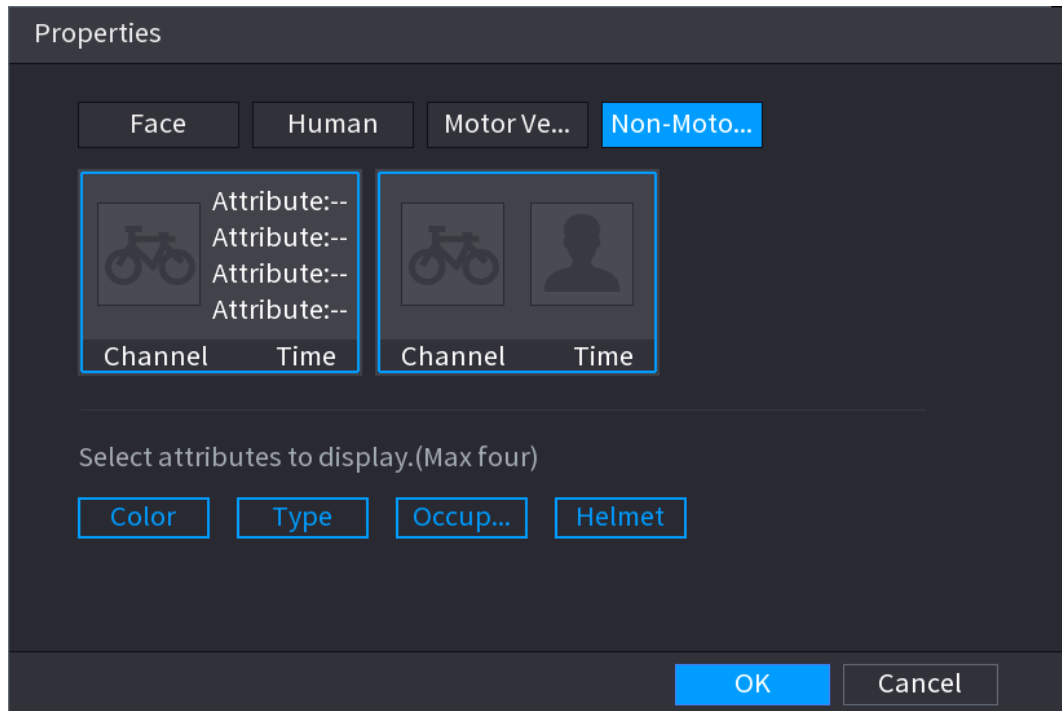 Properties
Face Human Motor Ve... Non-Moto...
Attribute:--
Attribute:--
Attribute:--
Attribute:--
Channel Time Channel Time
Select attributes to display.(Max four)
Color Type Occup... Helmet
OK Cancel